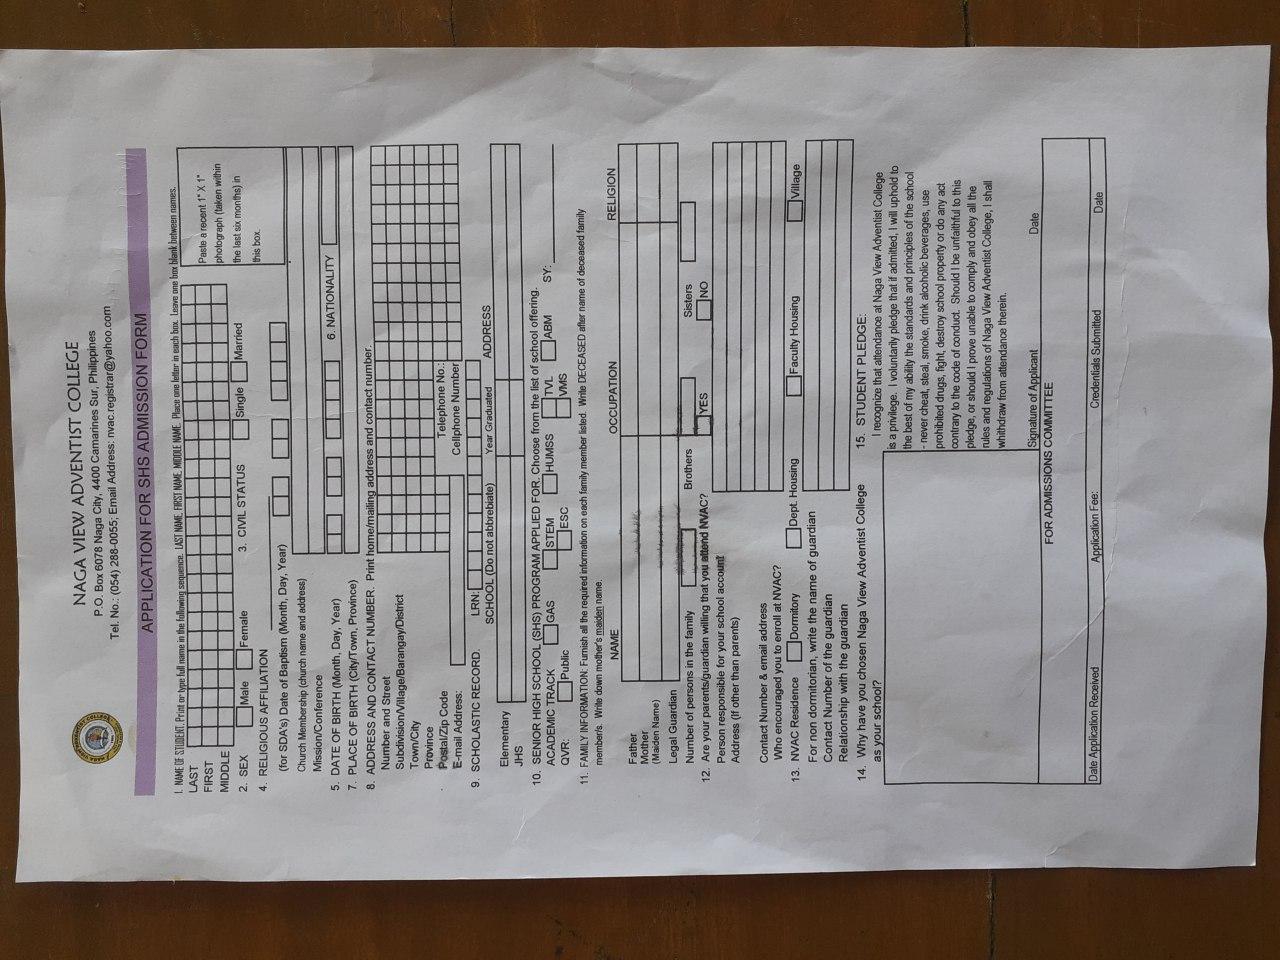 NAGA VIEW ADVENTIST COLLEGE
P.O. Box 6078 Naga City, 4400 Camarines Sur, Philippines
Tel. No.: (054) 288-0055; Email Address: nvac.registrar@yahoo.com
APPLICATION FOR SHS ADMISSION FORM
1. NAME OF STUDENT. Print or type full name in the following sequence. LAST NAME, FIRST NAME, MIDDLE NAME. Place one letter in each box. Leave one box blank between names.
LAST
FIRST
MIDDLE
Paste a recent 1" X 1"
photograph (taken within
the last six months) in
this box.
2. SEX Male Female 3. CIVIL STATUS Single Married
4. RELIGIOUS AFFILIATION
(for SDA's) Date of Baptism (Month, Day, Year)
Church Membership (church name and address)
Mission/Conference
5. DATE OF BIRTH (Month, Day, Year) 6. NATIONALITY
7. PLACE OF BIRTH (City/Town, Province)
8. ADDRESS AND CONTACT NUMBER. Print home/mailing address and contact number.
Number and Street
Subdivision/Village/Barangay/District
Town/City
Province
Postal/Zip Code Telephone No.:
E-mail Address: Cellphone Number
9. SCHOLASTIC RECORD. LRN:
SCHOOL (Do not abbrebiate) Year Graduated ADDRESS
Elementary
JHS
10. SENIOR HIGH SCHOOL (SHS) PROGRAM APPLIED FOR. Choose from the list of school offering.
ACADEMIC TRACK GAS STEM HUMSS TVL ABM SY:
QVR: Public ESC VMS
11. FAMILY INFORMATION: Furnish all the required information on each family member listed. Write DECEASED after name of deceased family
member/s. Write down mother's maiden name.
NAME OCCUPATION RELIGION
Father
Mother
(Maiden Name)
Legal Guardian
Number of persons in the family Brothers Sisters
12. Are your parents/guardian willing that you attend NVAC? YES NO
Person responsible for your school account
Address (If other than parents)
Contact Number & email address
Who encouraged you to enroll at NVAC?
13. NVAC Residence Dormitory Dept. Housing Faculty Housing Village
For non dormitorian, write the name of guardian
Contact Number of the guardian
Relationship with the guardian
14. Why have you chosen Naga View Adventist College
as your school?
15. STUDENT PLEDGE:
I recognize that attendance at Naga View Adventist College
is a privilege. I voluntarily pledge that if admitted, I will uphold to
the best of my ability the standards and principles of the school
- never cheat, steal, smoke, drink alcoholic beverages, use
prohibited drugs, fight, destroy school property or do any act
contrary to the code of conduct. Should I be unfaithful to this
pledge, or should I prove unable to comply and obey all the
rules and regulations of Naga View Adventist College, I shall
whithdraw from attendance therein.
Signature of Applicant Date
FOR ADMISSIONS COMMITTEE
Date Application Received Application Fee: Credentials Submitted Date